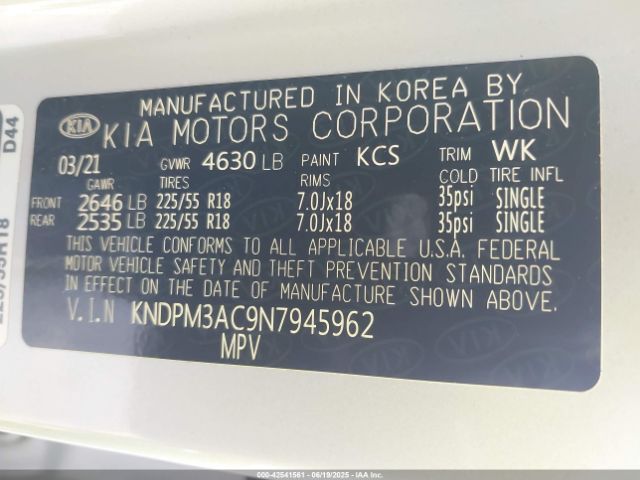 MANUFACTURED IN KOREA BY
KIA KIA MOTORS CORPORATION
03/21 GVWR 4630 LB PAINT KCS TRIM WK
GAWR TIRES RIMS COLD TIRE INFL
FRONT 2646 LB 225/55 R18 7.0Jx18 35psi SINGLE
REAR 2535 LB 225/55 R18 7.0Jx18 35psi SINGLE
THIS VEHICLE CONFORMS TO ALL APPLICABLE U.S.A. FEDERAL
MOTOR VEHICLE SAFETY AND THEFT PREVENTION STANDARDS
IN EFFECT ON THE DATE OF MANUFACTURE SHOWN ABOVE.
V.I.N KNDPM3AC9N7945962
MPV
D44
000-42541561 - 06/19/2025 - IAAI, Inc.